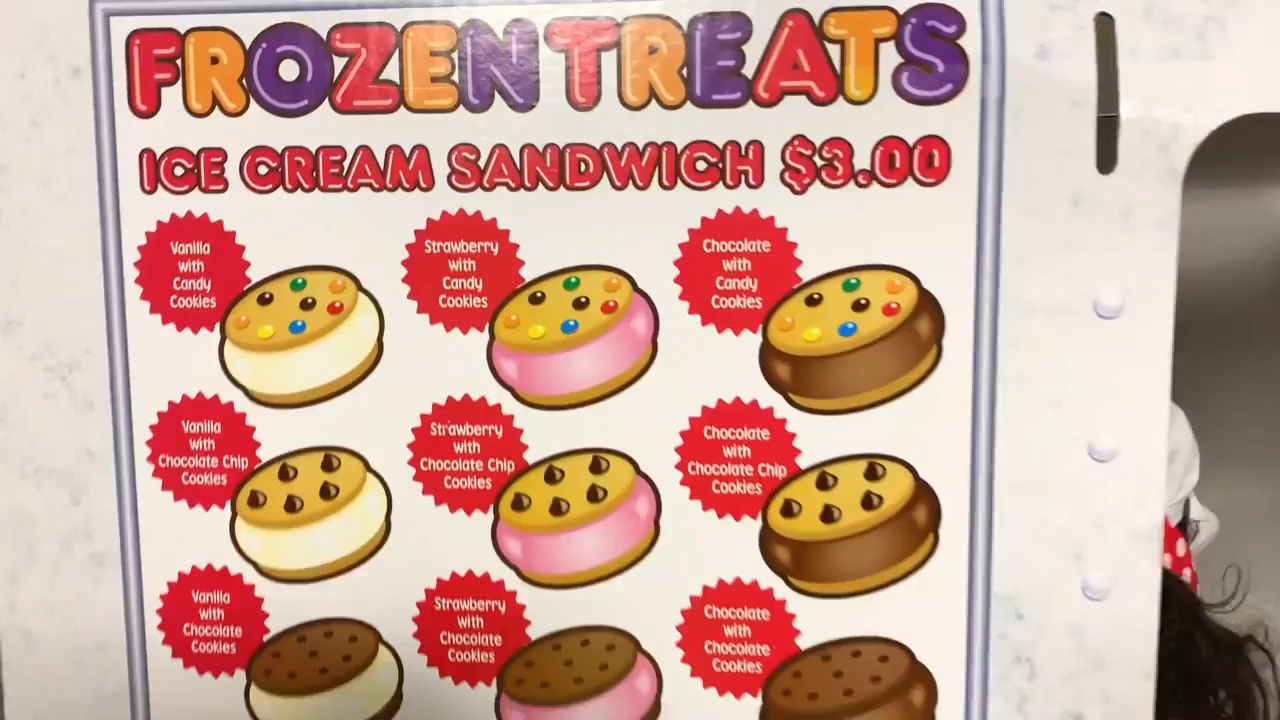 FROZEN TREATS
ICE CREAM SANDWICH $3.00
Vanilla
with
Candy
Cookies
Strawberry
with
Candy
Cookies
Chocolate
with
Candy
Cookies
Vanilla
with
Chocolate Chip
Cookies
Strawberry
with
Chocolate Chip
Cookies
Chocolate
with
Chocolate Chip
Cookies
Vanilla
with
Chocolate
Cookies
Strawberry
with
Chocolate
Cookies
Chocolate
with
Chocolate
Cookies